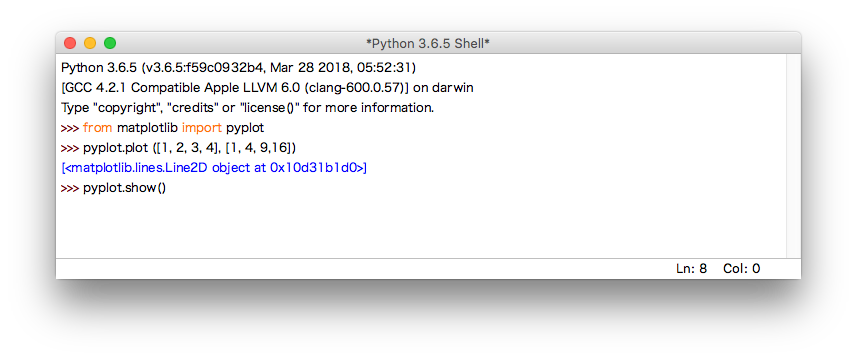 *Python 3.6.5 Shell*
Python 3.6.5 (v3.6.5:f59c0932b4, Mar 28 2018, 05:52:31)
[GCC 4.2.1 Compatible Apple LLVM 6.0 (clang-600.0.57)] on darwin
Type "copyright", "credits" or "license()" for more information.
>>> from matplotlib import pyplot
>>> pyplot.plot ([1, 2, 3, 4], [1, 4, 9,16])
[<matplotlib.lines.Line2D object at 0x10d31b1d0>]
>>> pyplot.show()
Ln: 8 Col: 0